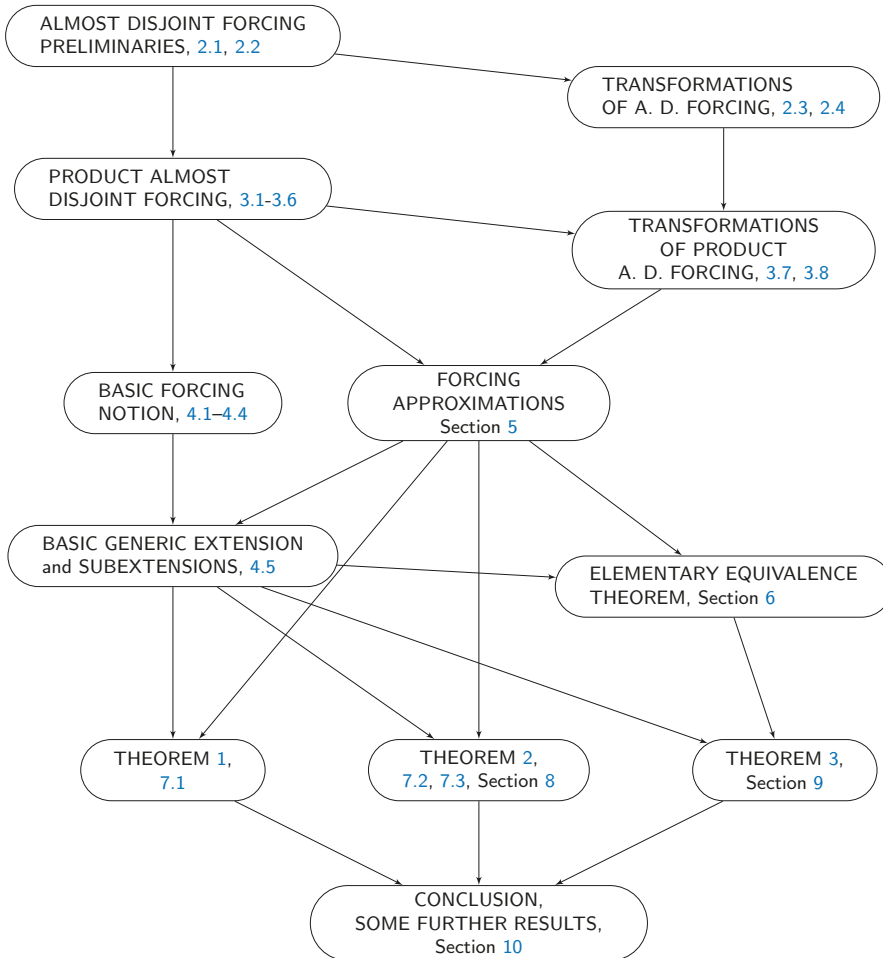 ALMOST DISJOINT FORCING
PRELIMINARIES, 2.1, 2.2
TRANSFORMATIONS
OF A. D. FORCING, 2.3, 2.4
PRODUCT ALMOST
DISJOINT FORCING, 3.1-3.6
TRANSFORMATIONS
OF PRODUCT
A. D. FORCING, 3.7, 3.8
BASIC FORCING
NOTION, 4.1–4.4
FORCING
APPROXIMATIONS
Section 5
BASIC GENERIC EXTENSION
and SUBEXTENSIONS, 4.5
ELEMENTARY EQUIVALENCE
THEOREM, Section 6
THEOREM 1,
7.1
THEOREM 2,
7.2, 7.3, Section 8
THEOREM 3,
Section 9
CONCLUSION,
SOME FURTHER RESULTS,
Section 10